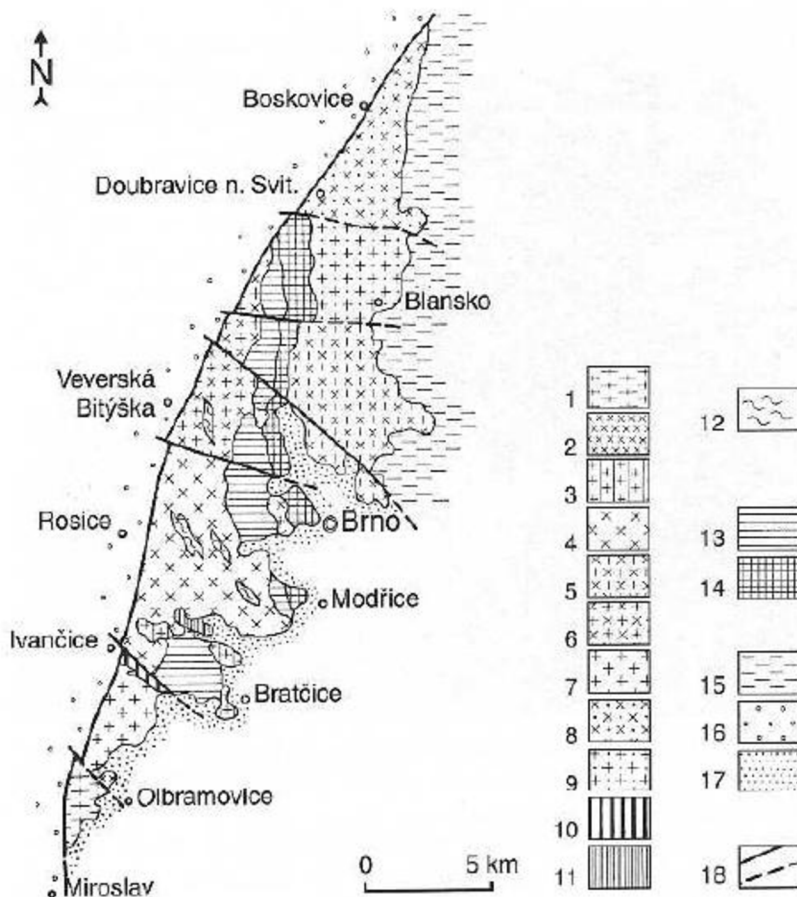 N
Boskovice
Doubravice n. Svit.
Blansko
Veverská
Bitýška
Rosice
Brno
Modřice
Ivančice
Bratčice
Olbramovice
Miroslav
0 5 km
1
2
3
4
5
6
7
8
9
10
11
12
13
14
15
16
17
18